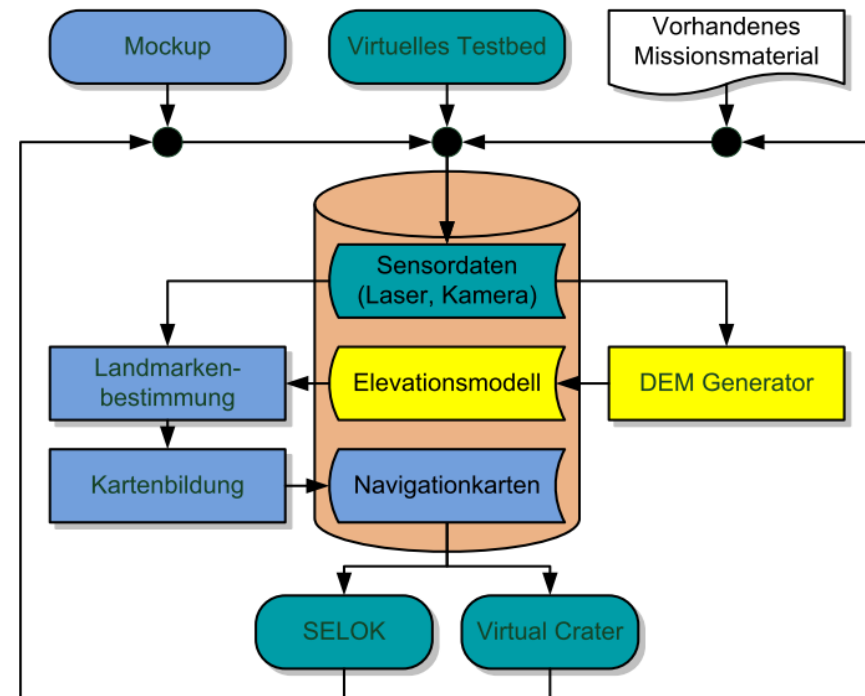 Mockup
Virtuelles Testbed
Vorhandenes
Missionsmaterial
Sensordaten
(Laser, Kamera)
Landmarken-
bestimmung
Elevationsmodell
DEM Generator
Kartenbildung
Navigationkarten
SELOK
Virtual Crater